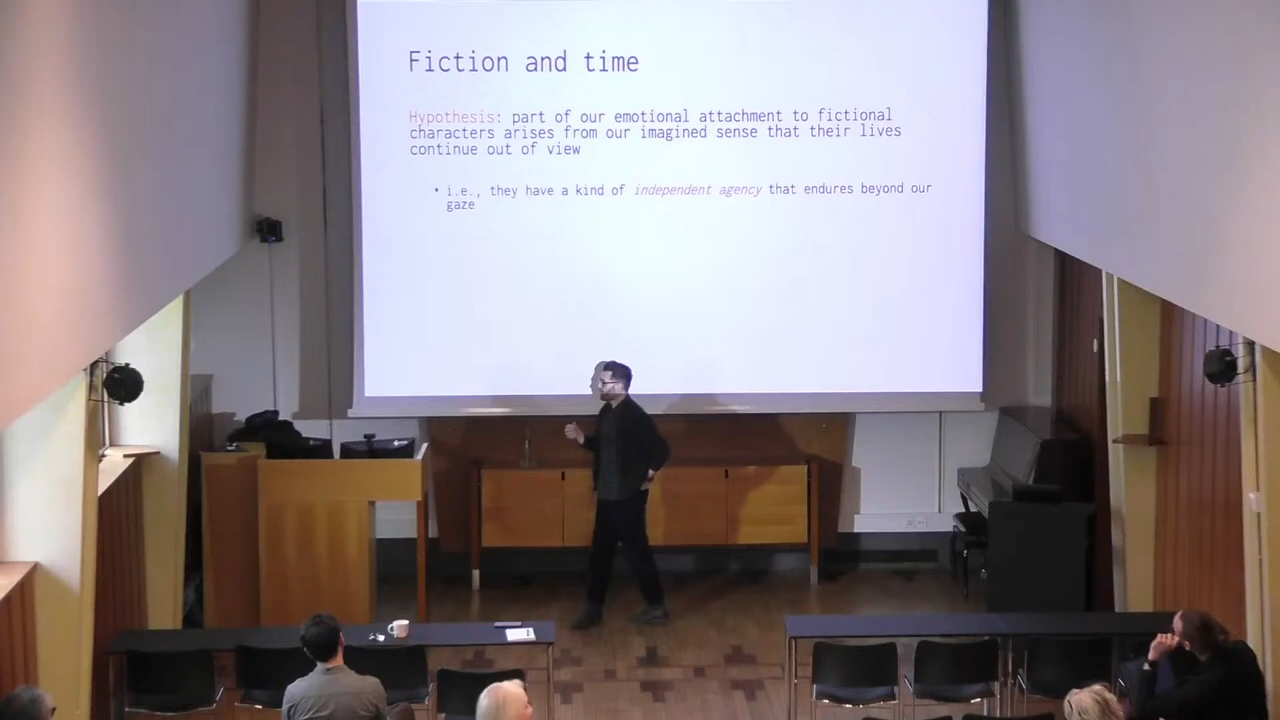 Fiction and time
Hypothesis: part of our emotional attachment to fictional
characters arises from our imagined sense that their lives
continue out of view
• i.e., they have a kind of independent agency that endures beyond our
gaze